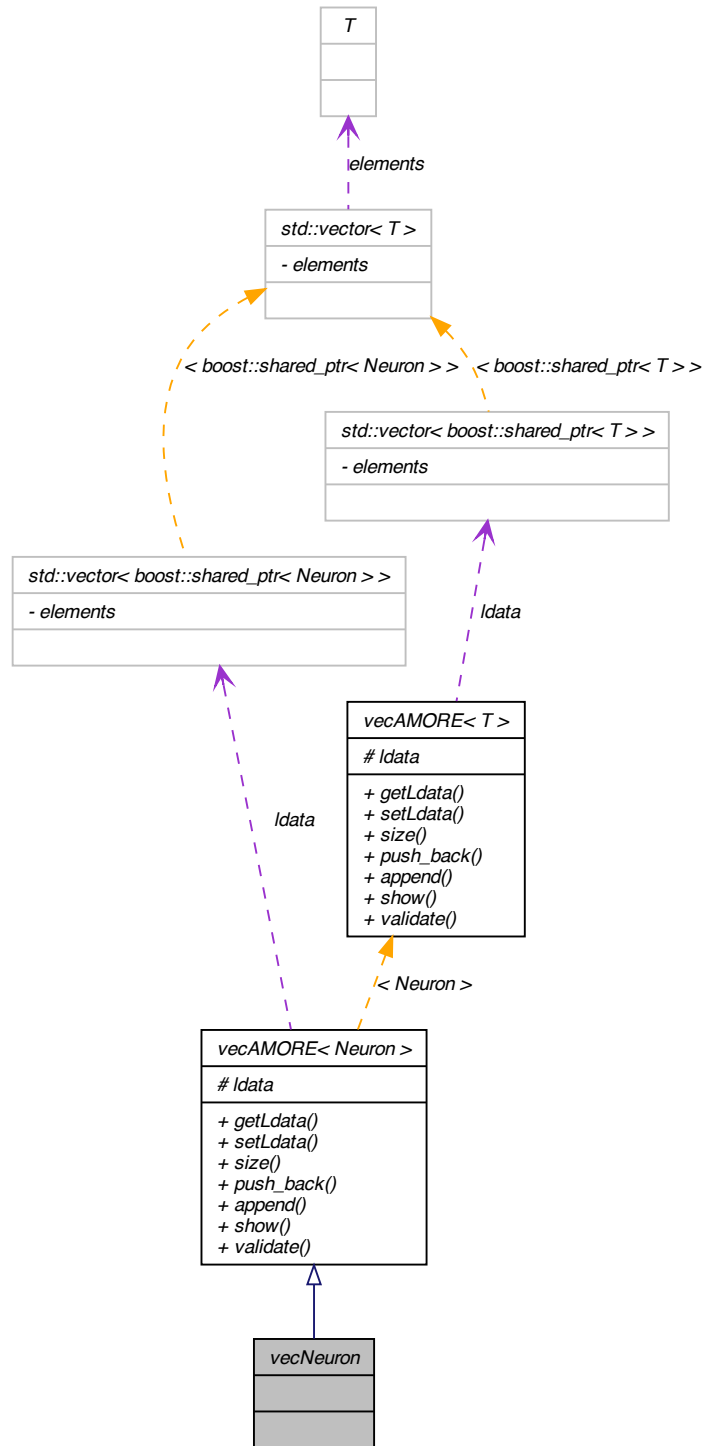 T
elements
std::vector< T >
- elements
< boost::shared_ptr< Neuron > >
< boost::shared_ptr< T > >
std::vector< boost::shared_ptr< T > >
- elements
std::vector< boost::shared_ptr< Neuron > >
- elements
ldata
vecAMORE< T >
# ldata
+ getLdata()
+ setLdata()
+ size()
+ push_back()
+ append()
+ show()
+ validate()
ldata
< Neuron >
vecAMORE< Neuron >
# ldata
+ getLdata()
+ setLdata()
+ size()
+ push_back()
+ append()
+ show()
+ validate()
vecNeuron